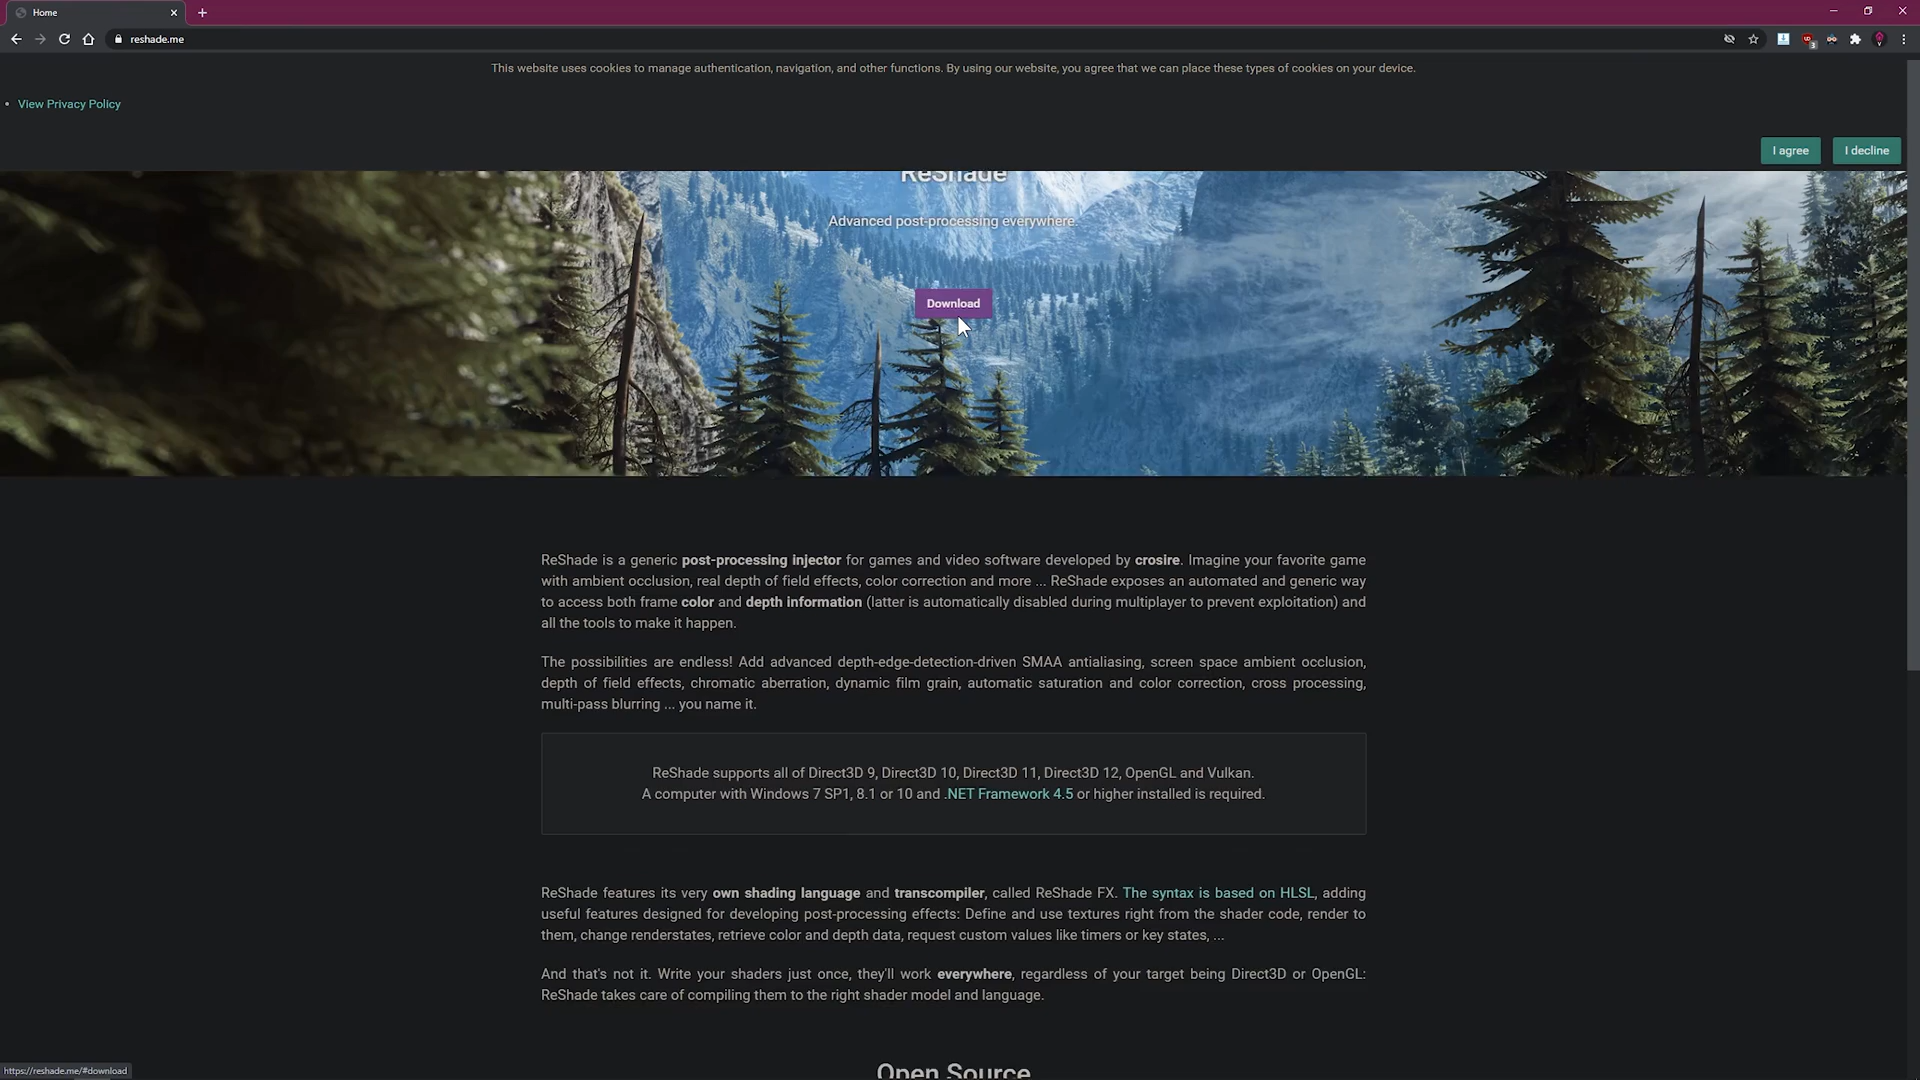 Home
reshade.me
3
This website uses cookies to manage authentication, navigation, and other functions. By using our website, you agree that we can place these types of cookies on your device.
• View Privacy Policy
I agree
I decline
ReShade
Advanced post-processing everywhere.
Download
ReShade is a generic post-processing injector for games and video software developed by crosire. Imagine your favorite game
with ambient occlusion, real depth of field effects, color correction and more ... ReShade exposes an automated and generic way
to access both frame color and depth information (latter is automatically disabled during multiplayer to prevent exploitation) and
all the tools to make it happen.
The possibilities are endless! Add advanced depth-edge-detection-driven SMAA antialiasing, screen space ambient occlusion,
depth of field effects, chromatic aberration, dynamic film grain, automatic saturation and color correction, cross processing,
multi-pass blurring ... you name it.
ReShade supports all of Direct3D 9, Direct3D 10, Direct3D 11, Direct3D 12, OpenGL and Vulkan.
A computer with Windows 7 SP1, 8.1 or 10 and .NET Framework 4.5 or higher installed is required.
ReShade features its very own shading language and transcompiler, called ReShade FX. The syntax is based on HLSL, adding
useful features designed for developing post-processing effects: Define and use textures right from the shader code, render to
them, change renderstates, retrieve color and depth data, request custom values like timers or key states, ...
And that's not it. Write your shaders just once, they'll work everywhere, regardless of your target being Direct3D or OpenGL:
ReShade takes care of compiling them to the right shader model and language.
Open Source
https://reshade.me/#download